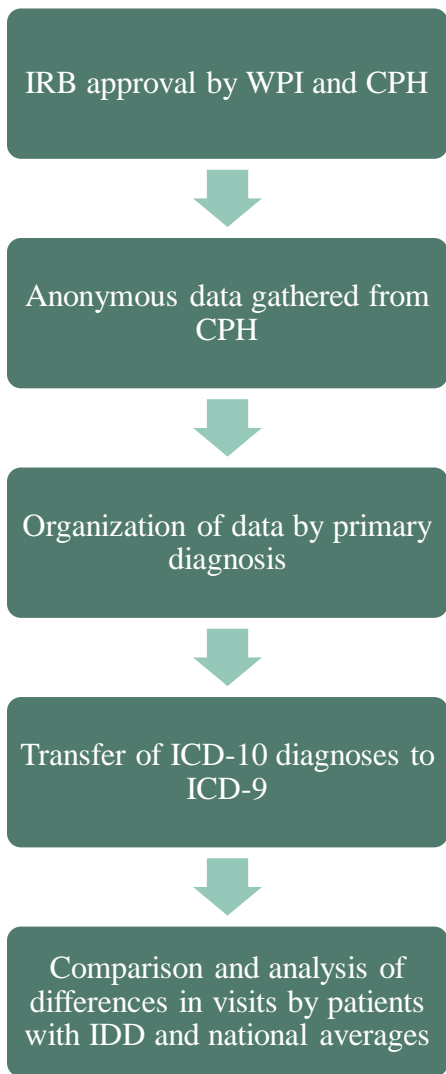 IRB approval by WPI and CPH
Anonymous data gathered from
CPH
Organization of data by primary
diagnosis
Transfer of ICD-10 diagnoses to
ICD-9
Comparison and analysis of
differences in visits by patients
with IDD and national averages